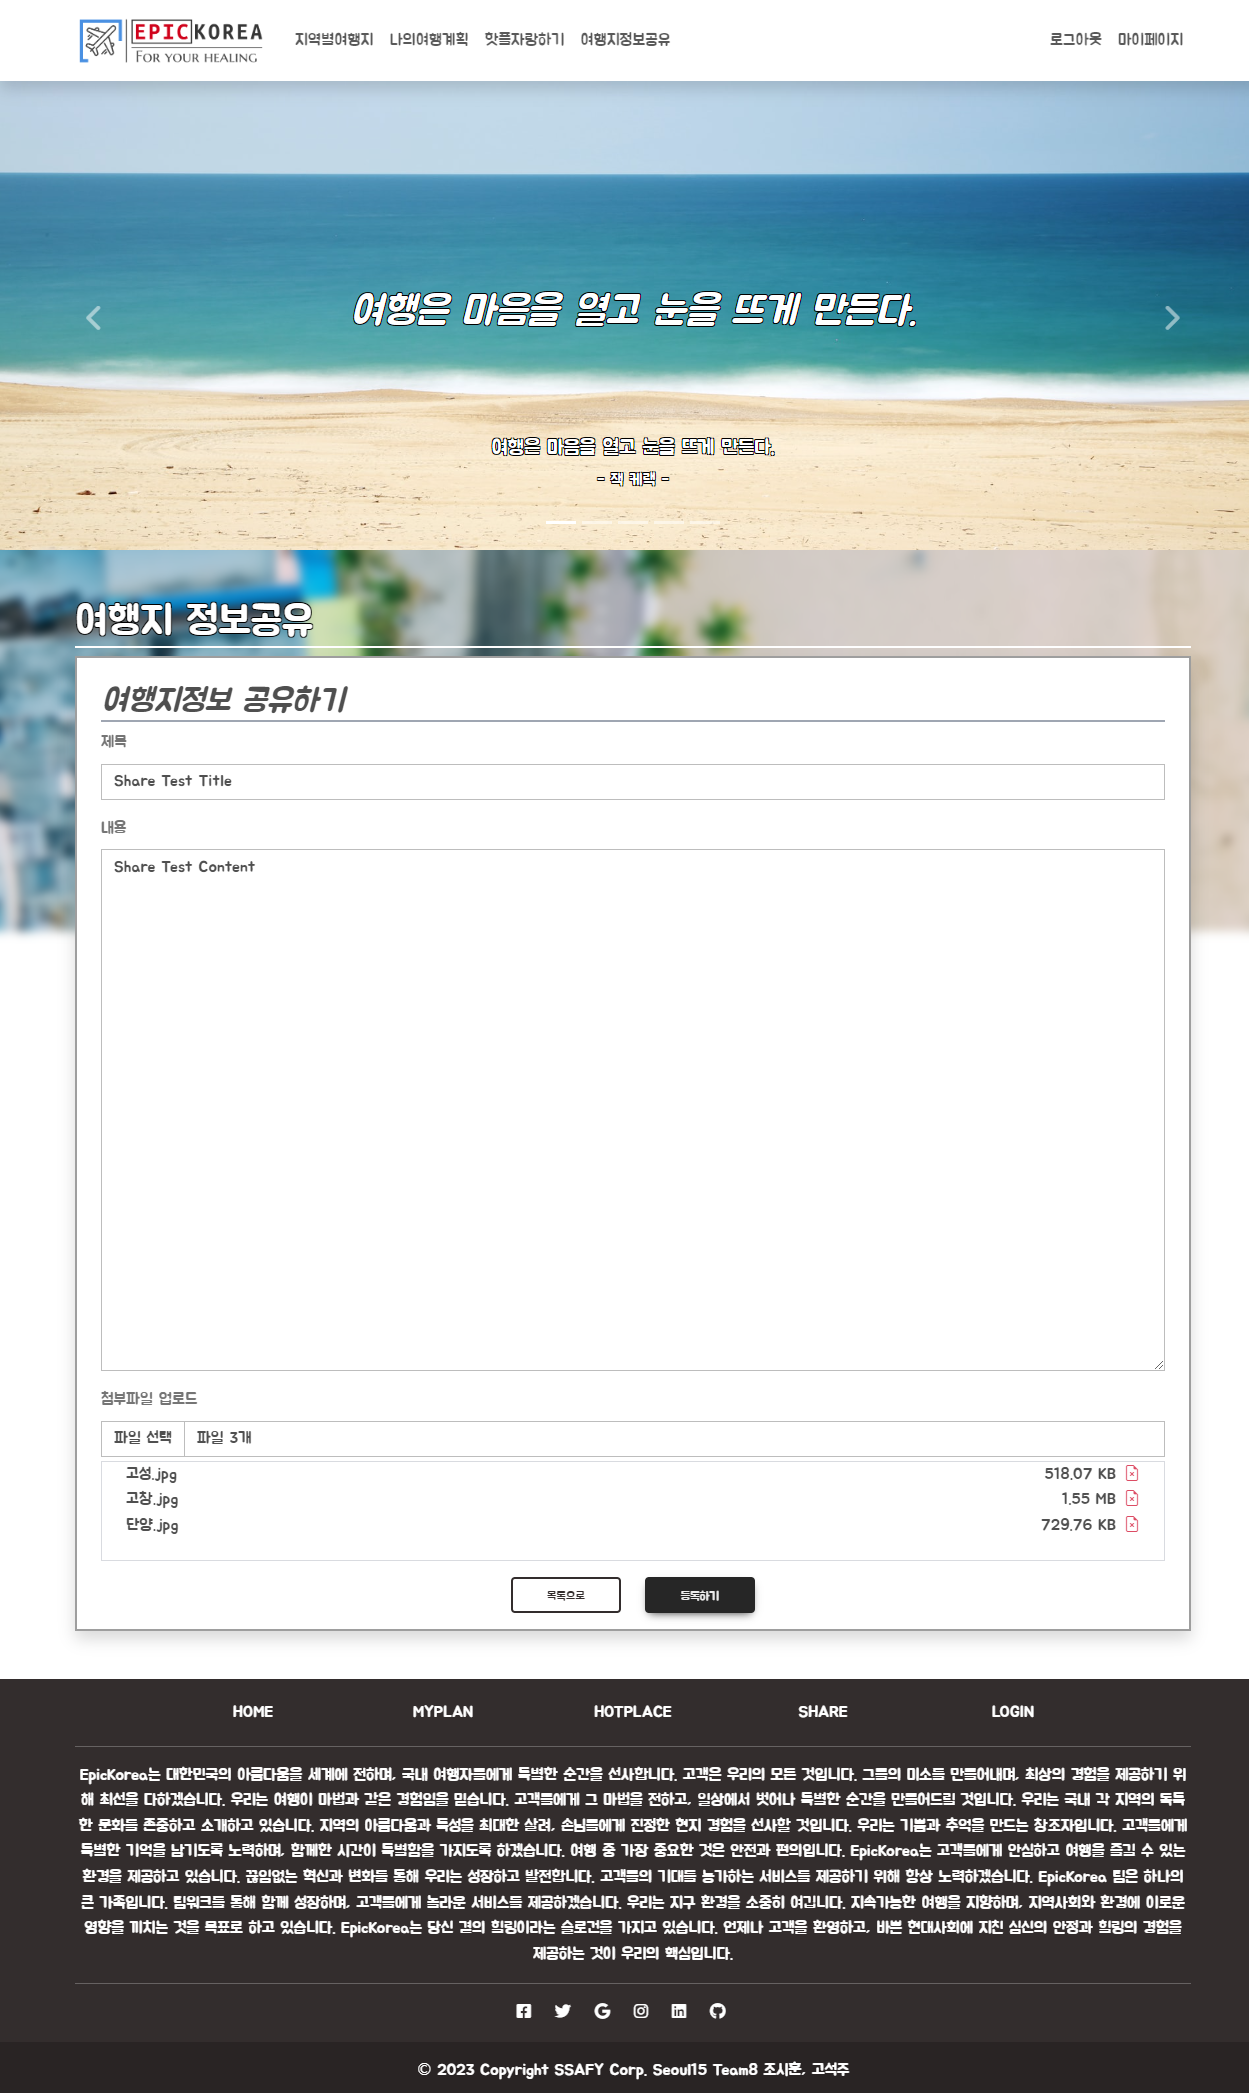 EPICKOREA
FOR YOUR HEALING
지역별여행지 나의여행계획 핫플자랑하기 여행지정보공유
로그아웃 마이페이지
여행은 마음을 열고 눈을 뜨게 만든다.
여행은 마음을 열고 눈을 뜨게 만든다.
- 잭 케락 -
여행지 정보공유
여행지정보 공유하기
제목
Share Test Title
내용
Share Test Content
첨부파일 업로드
파일 선택 파일 3개
고성.jpg 518.07 KB
고창.jpg 1.55 MB
단양.jpg 729.76 KB
목록으로 등록하기
HOME MYPLAN HOTPLACE SHARE LOGIN
EpicKorea는 대한민국의 아름다움을 세계에 전하며, 국내 여행자들에게 특별한 순간을 선사합니다. 고객은 우리의 모든 것입니다. 그들의 미소를 만들어내며, 최상의 경험을 제공하기 위
해 최선을 다하겠습니다. 우리는 여행이 마법과 같은 경험임을 믿습니다. 고객들에게 그 마법을 전하고, 일상에서 벗어나 특별한 순간을 만들어드릴 것입니다. 우리는 국내 각 지역의 독특
한 문화를 존중하고 소개하고 있습니다. 지역의 아름다움과 특성을 최대한 살려, 손님들에게 진정한 현지 경험을 선사할 것입니다. 우리는 기쁨과 추억을 만드는 창조자입니다. 고객들에게
특별한 기억을 남기도록 노력하며, 함께한 시간이 특별함을 가지도록 하겠습니다. 여행 중 가장 중요한 것은 안전과 편의입니다. EpicKorea는 고객들에게 안심하고 여행을 즐길 수 있는
환경을 제공하고 있습니다. 끊임없는 혁신과 변화를 통해 우리는 성장하고 발전합니다. 고객들의 기대를 능가하는 서비스를 제공하기 위해 항상 노력하겠습니다. EpicKorea 팀은 하나의
큰 가족입니다. 팀워크를 통해 함께 성장하며, 고객들에게 놀라운 서비스를 제공하겠습니다. 우리는 지구 환경을 소중히 여깁니다. 지속가능한 여행을 지향하며, 지역사회와 환경에 이로운
영향을 끼치는 것을 목표로 하고 있습니다. EpicKorea는 당신 곁의 힐링이라는 슬로건을 가지고 있습니다. 언제나 고객을 환영하고, 바쁜 현대사회에 지친 심신의 안정과 힐링의 경험을
제공하는 것이 우리의 핵심입니다.
© 2023 Copyright SSAFY Corp. Seoul15 Team8 조시훈, 고석주